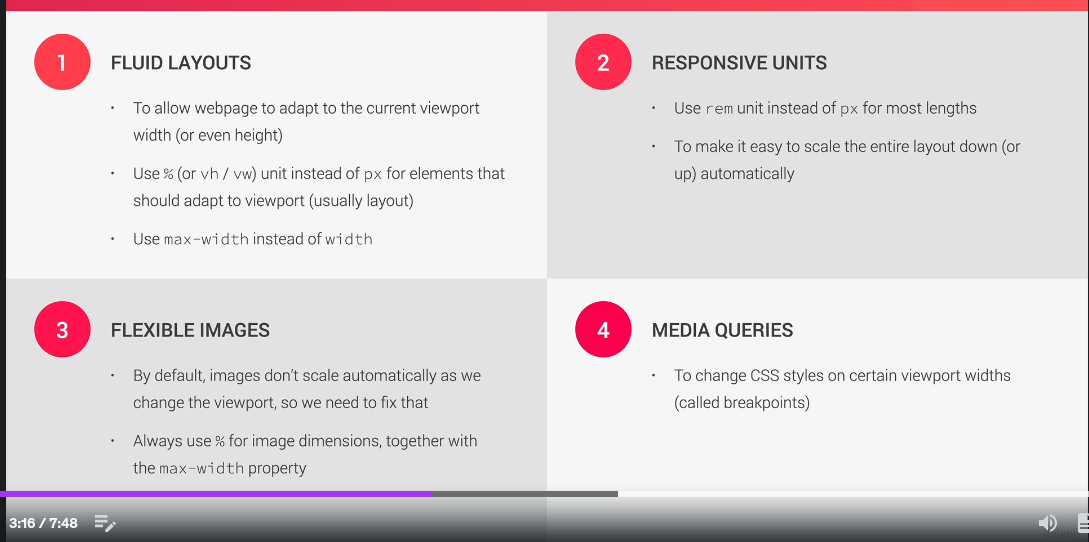 1
FLUID LAYOUTS
• To allow webpage to adapt to the current viewport
width (or even height)
• Use % (or vh / vw) unit instead of px for elements that
should adapt to viewport (usually layout)
• Use max-width instead of width
2
RESPONSIVE UNITS
• Use rem unit instead of px for most lengths
• To make it easy to scale the entire layout down (or
up) automatically
3
FLEXIBLE IMAGES
• By default, images don’t scale automatically as we
change the viewport, so we need to fix that
• Always use % for image dimensions, together with
the max-width property
4
MEDIA QUERIES
• To change CSS styles on certain viewport widths
(called breakpoints)
3:16 / 7:48